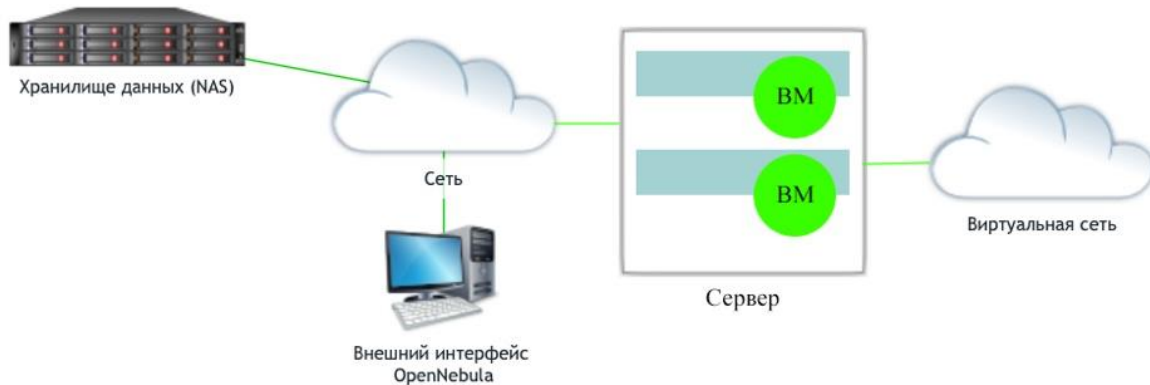 Хранилище данных (NAS)
Сеть
Внешний интерфейс
OpenNebula
ВМ
ВМ
Сервер
Виртуальная сеть